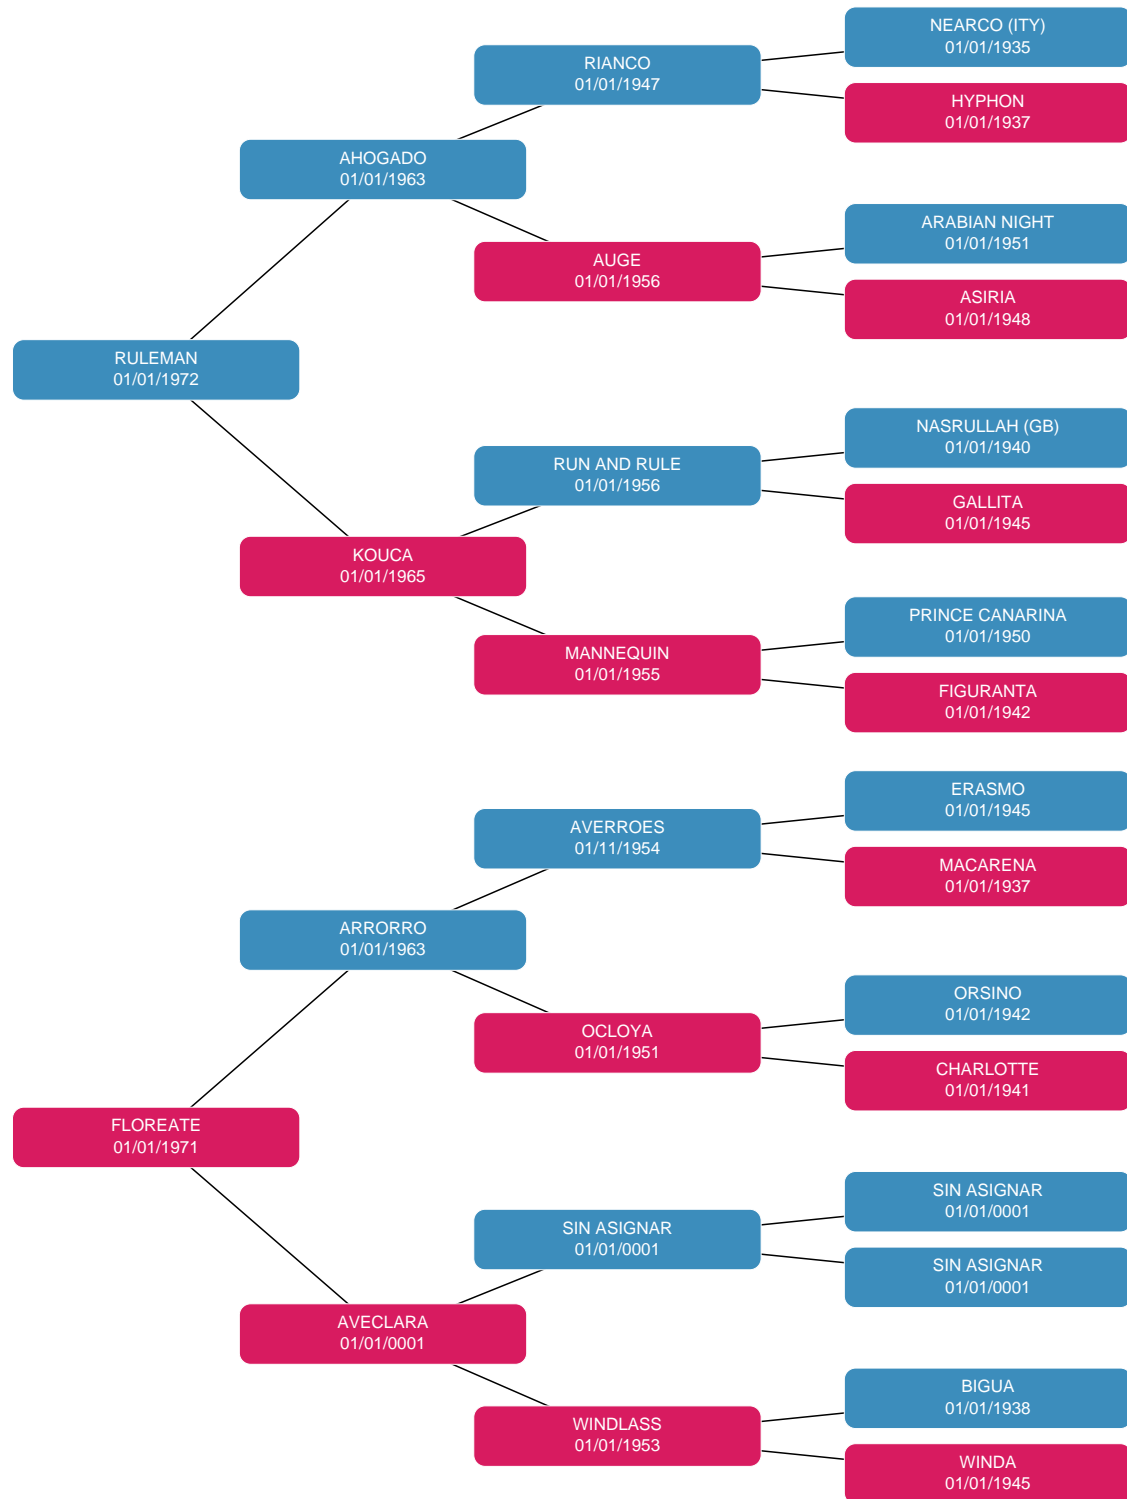 NEARCO (ITY)
01/01/1935
RIANCO
01/01/1947
HYPHON
01/01/1937
AHOGADO
01/01/1963
ARABIAN NIGHT
01/01/1951
AUGE
01/01/1956
ASIRIA
01/01/1948
RULEMAN
01/01/1972
NASRULLAH (GB)
01/01/1940
RUN AND RULE
01/01/1956
GALLITA
01/01/1945
KOUCA
01/01/1965
PRINCE CANARINA
01/01/1950
MANNEQUIN
01/01/1955
FIGURANTA
01/01/1942
ERASMO
01/01/1945
AVERROES
01/11/1954
MACARENA
01/01/1937
ARRORRO
01/01/1963
ORSINO
01/01/1942
OCLOYA
01/01/1951
CHARLOTTE
01/01/1941
FLOREATE
01/01/1971
SIN ASIGNAR
01/01/0001
SIN ASIGNAR
01/01/0001
SIN ASIGNAR
01/01/0001
AVECLARA
01/01/0001
BIGUA
01/01/1938
WINDLASS
01/01/1953
WINDA
01/01/1945